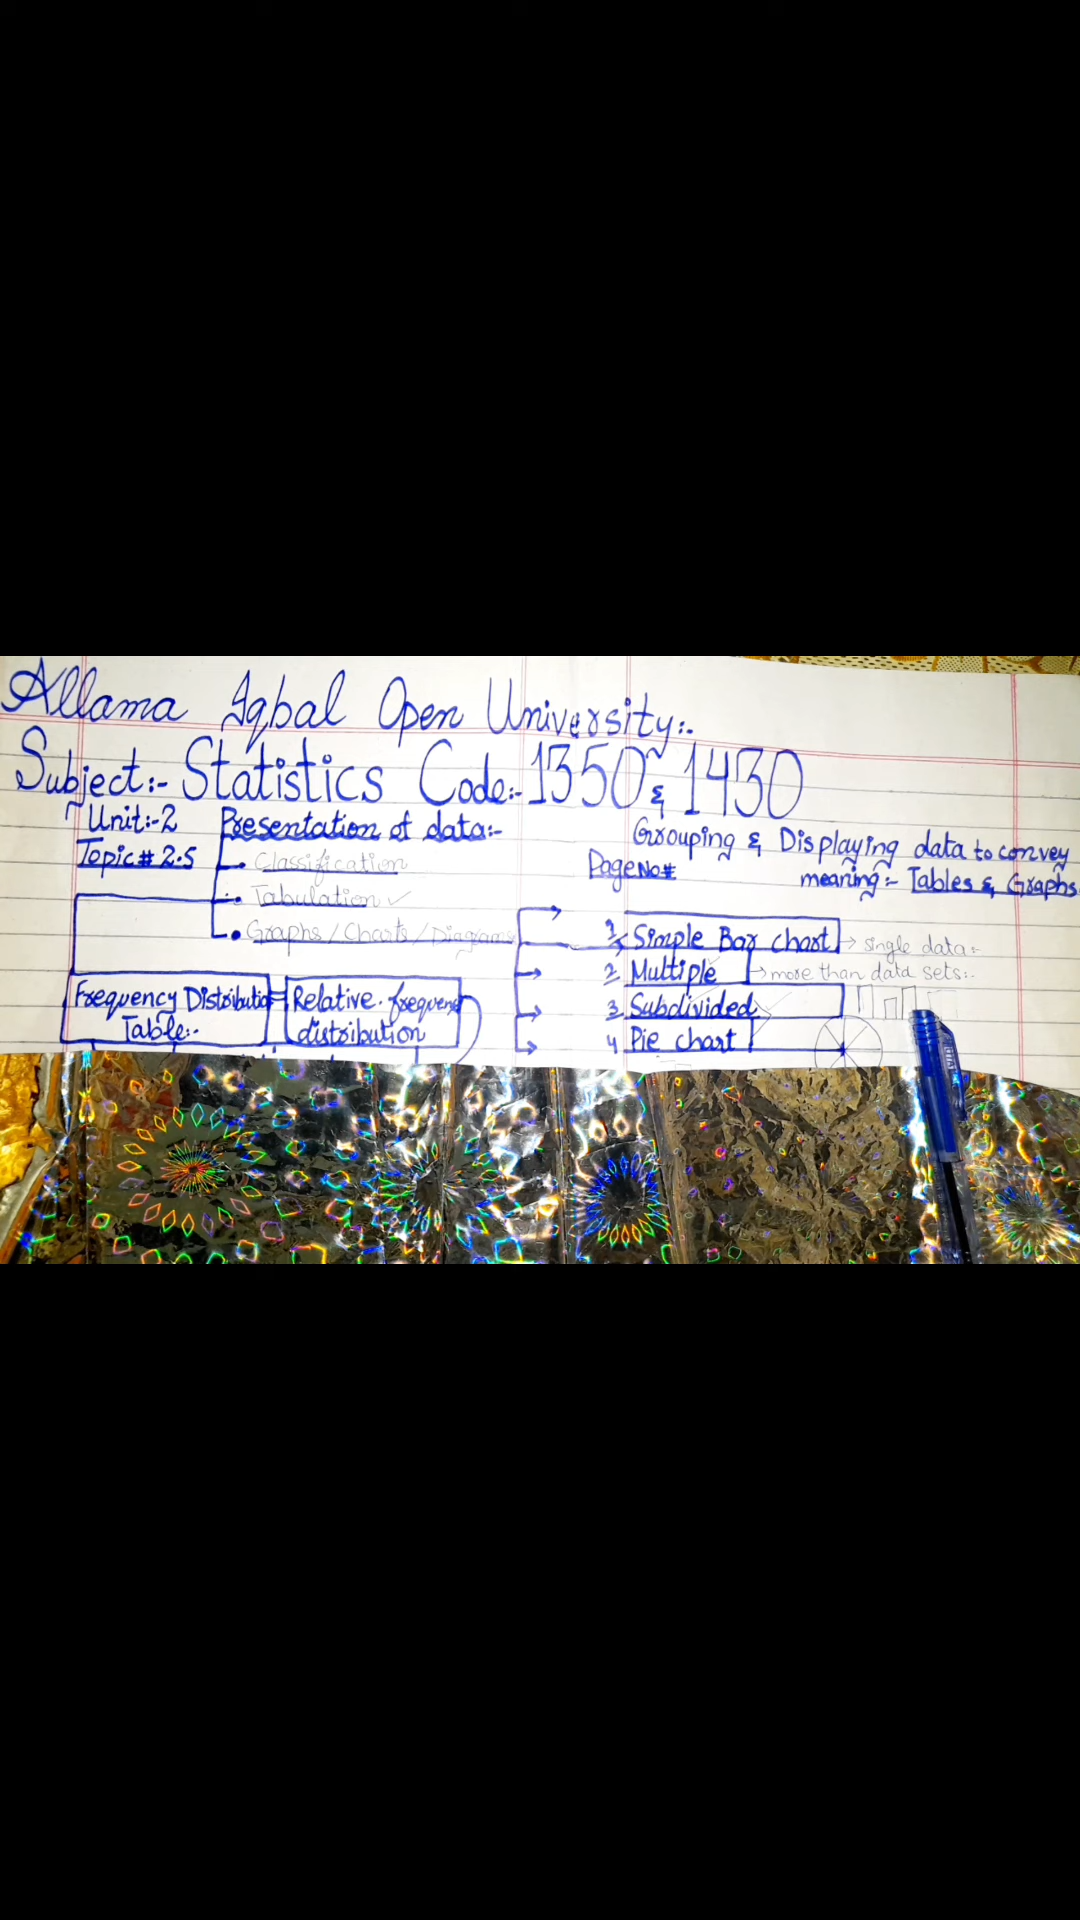 Allama Iqbal Open University:-
Subject:- Statistics Code:- 1350 & 1430
Unit:-2 Presentation of data:-
Grouping & Displaying data to convey
meaning:- Tables & Graphs
Topic # 2.5
Page No#
• Classification
• Tabulation ✓
• Graphs / Charts / Diagrams
1 Simple Bar chart → single data:-
2 Multiple → more than data sets:-
3 Subdivided
4 Pie chart
Frequency Distributio
Table:-
Relative. frequen
distribution